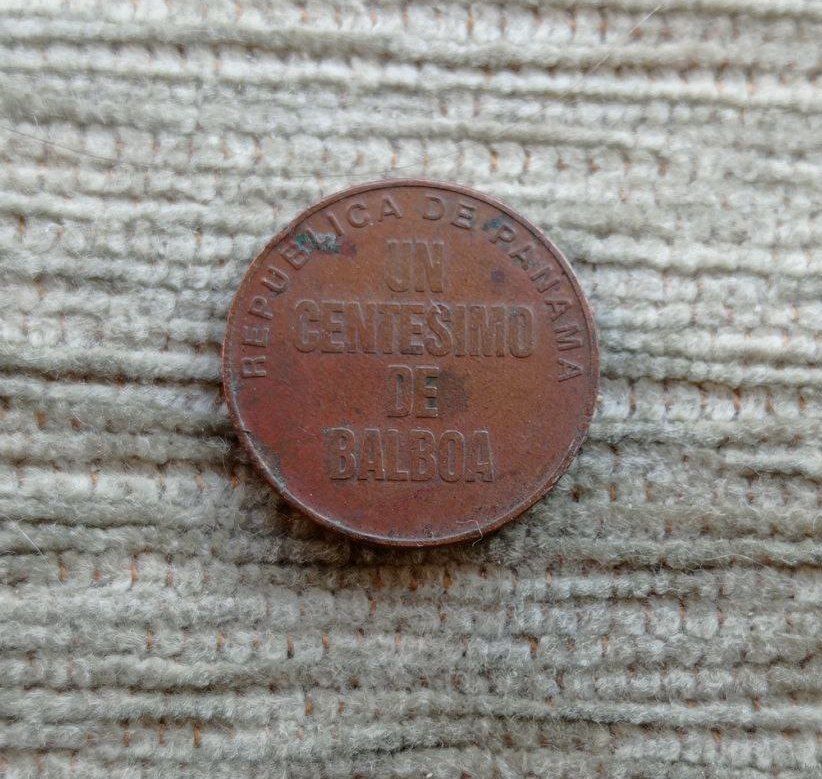 REPUBLICA DE PANAMA
UN
CENTESIMO
DE
BALBOA